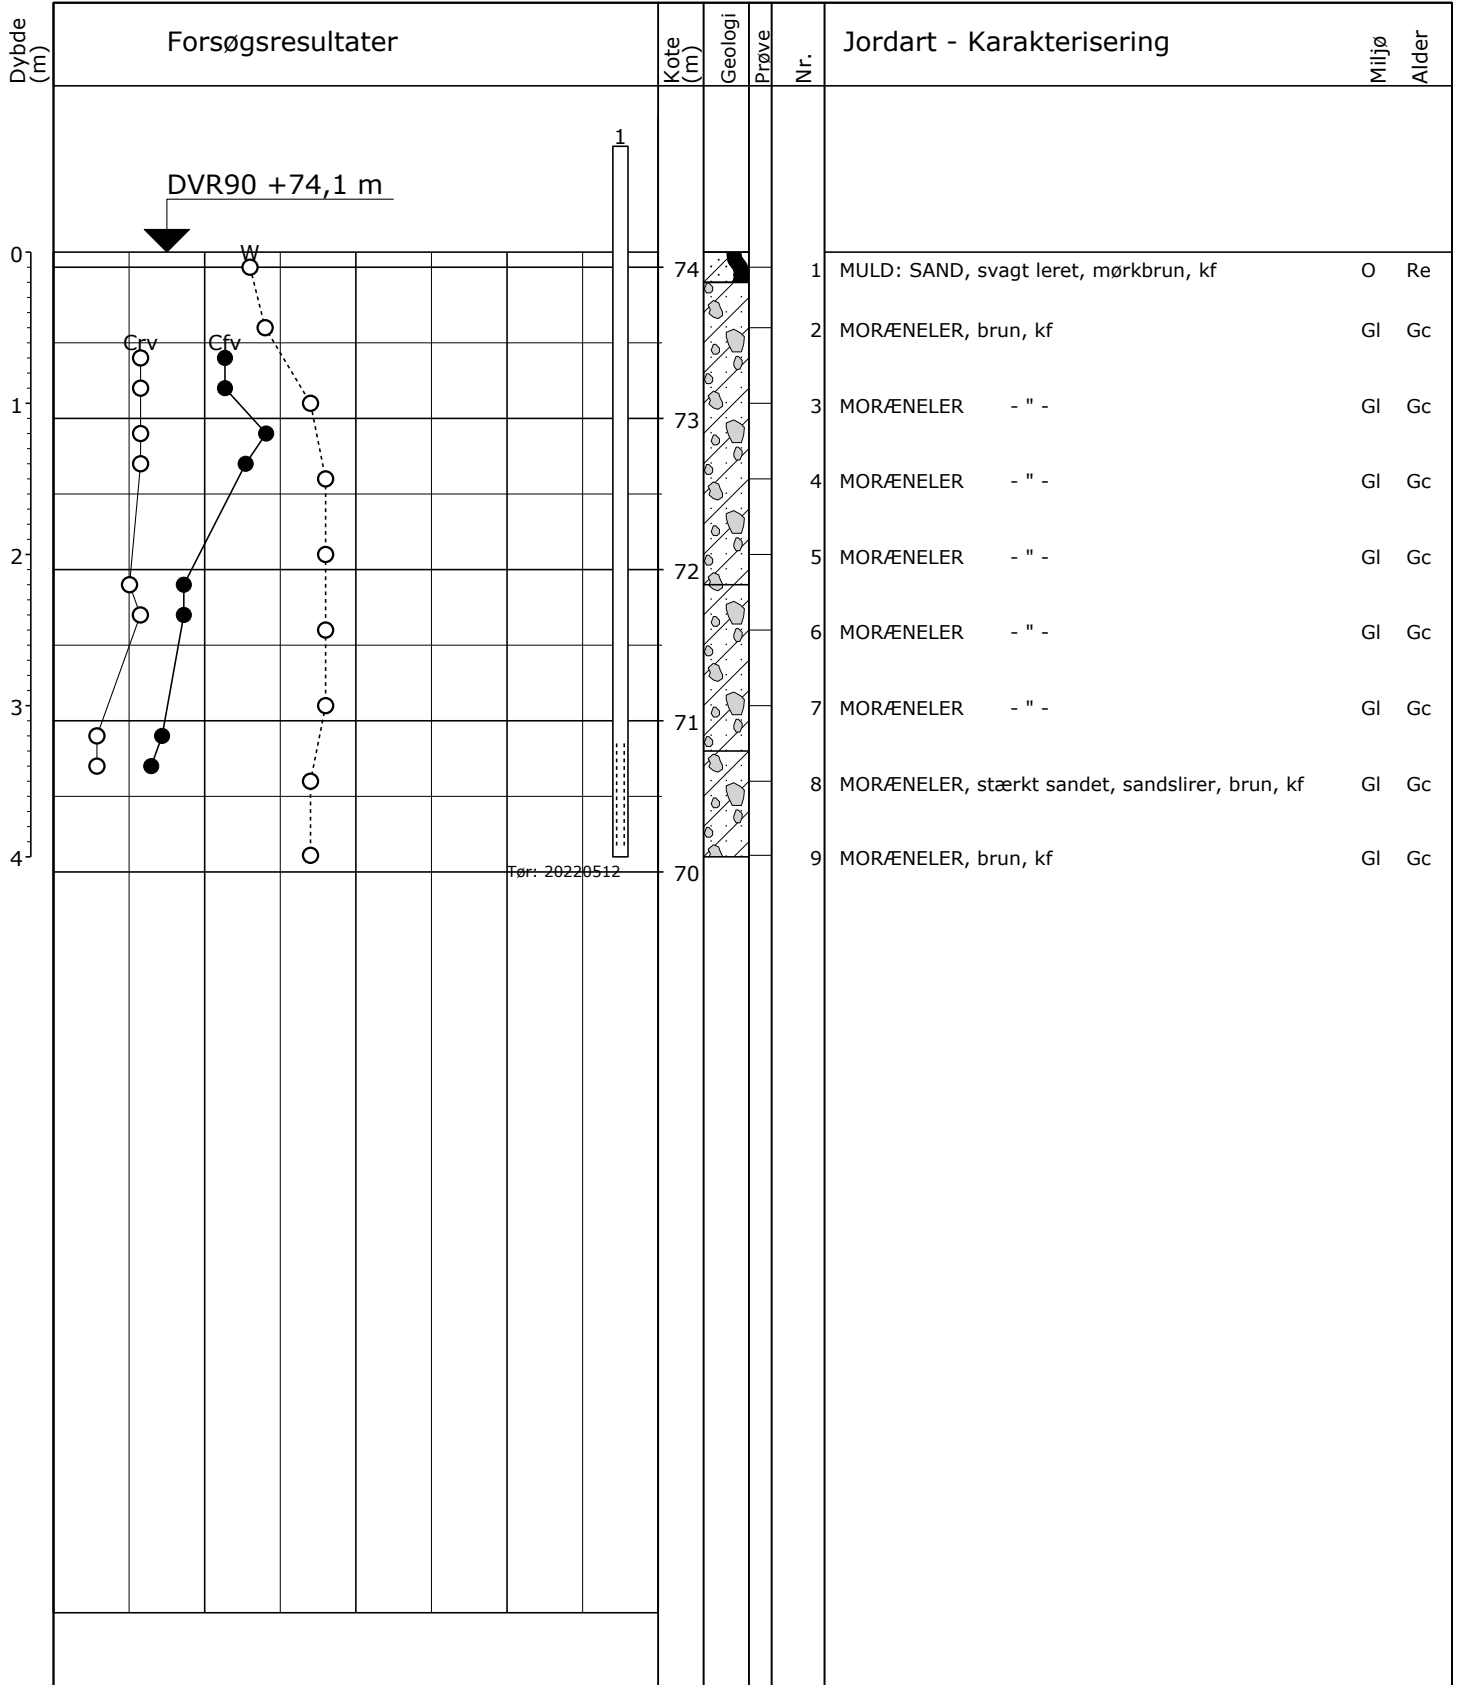 Dybde (m)
Forsøgsresultater
Kote (m)
Geologi
Prøve
Nr.
Jordart - Karakterisering
Miljø
Alder
1
DVR90 +74,1 m
W
0
74
1 MULD: SAND, svagt leret, mørkbrun, kf O Re
2 MORÆNELER, brun, kf Gl Gc
Crv Cfv
1
73
3 MORÆNELER - " - Gl Gc
4 MORÆNELER - " - Gl Gc
2
72
5 MORÆNELER - " - Gl Gc
6 MORÆNELER - " - Gl Gc
3
71
7 MORÆNELER - " - Gl Gc
8 MORÆNELER, stærkt sandet, sandslirer, brun, kf Gl Gc
4
70
9 MORÆNELER, brun, kf Gl Gc
Tør: 20220512